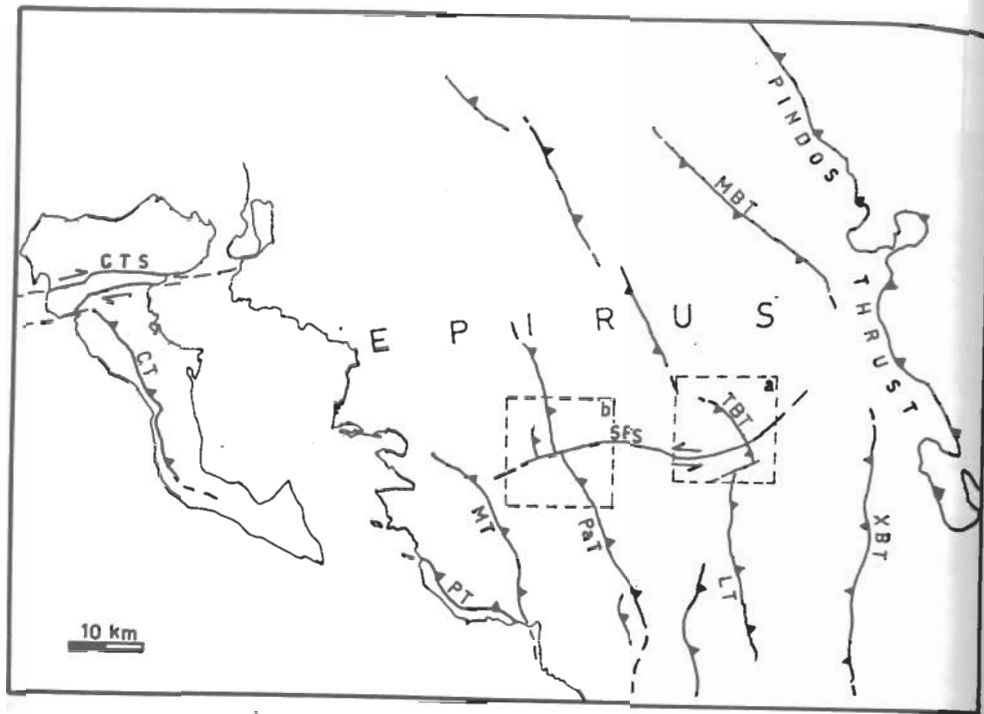 PINDOS
THRUST
MBT
CTS
CT
EPIRUS
a
TBT
b
SFS
MT
PaT
PT
LT
XBT
10 km